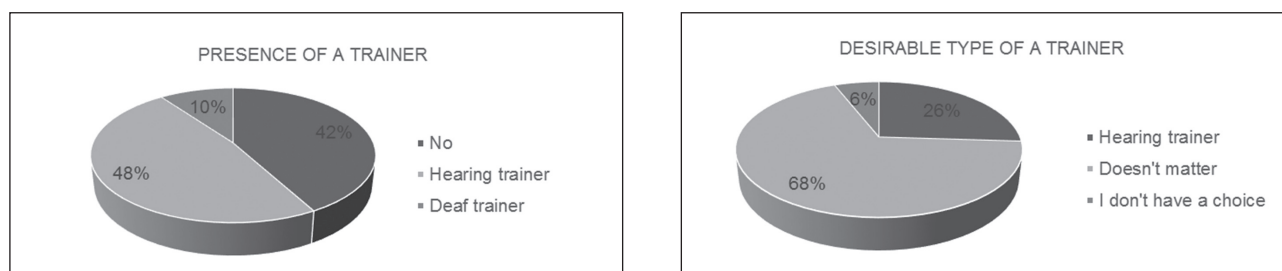 PRESENCE OF A TRAINER
10%
42%
48%
No
Hearing trainer
Deaf trainer
DESIRABLE TYPE OF A TRAINER
6%
26%
68%
Hearing trainer
Doesn't matter
I don't have a choice